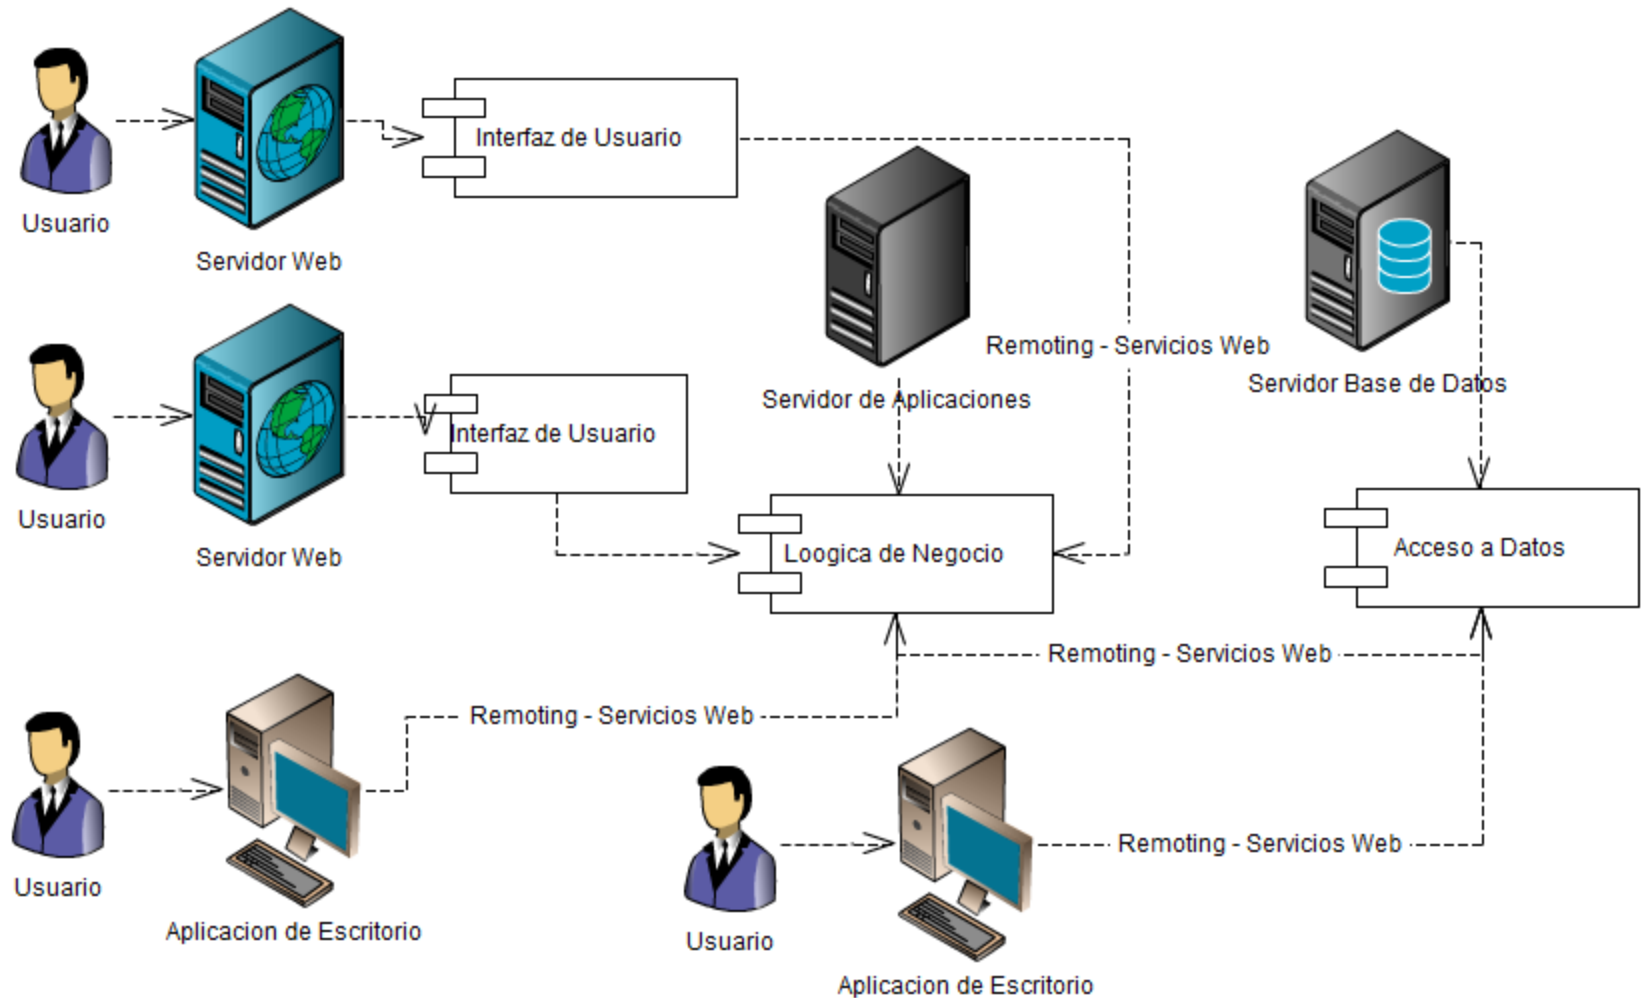 Interfaz de Usuario
Usuario
Servidor Web
Remoting - Servicios Web
Servidor Base de Datos
Servidor de Aplicaciones
Interfaz de Usuario
Usuario
Servidor Web
Loogica de Negocio
Acceso a Datos
Remoting - Servicios Web
Remoting - Servicios Web
Usuario
Aplicacion de Escritorio
Remoting - Servicios Web
Usuario
Aplicacion de Escritorio